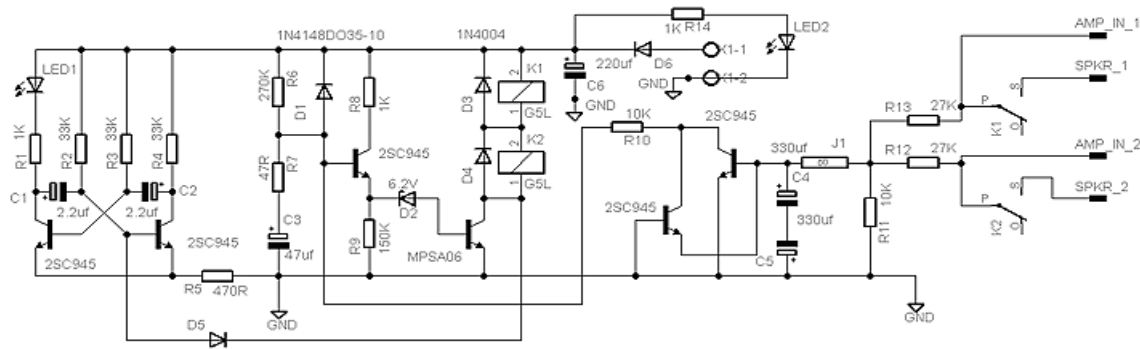 1K R14
LED2
AMP_IN_1
1N4148DO35-10
1N4004
K1-1
220uf D6
SPKR_1
LED1
270K R6
D1
R8 1K
D3
2 K1
1 G5L
C6
GND
K1-2
GND
S
P
K1
O
R13 27K
10K
R10
2SC945
1K R1
33K R2
33K R3
33K R4
2SC945
47R R7
D4
2 K2
1 G5L
330uf
C4
J1
R12 27K
AMP_IN_2
C1
2.2uf
2.2uf
C2
6.2V
D2
2SC945
330uf
10K R11
S
P
K2
O
SPKR_2
C3
47uf
R9 150K
MPSA06
C5
2SC945
2SC945
R5 470R
GND
GND
D5